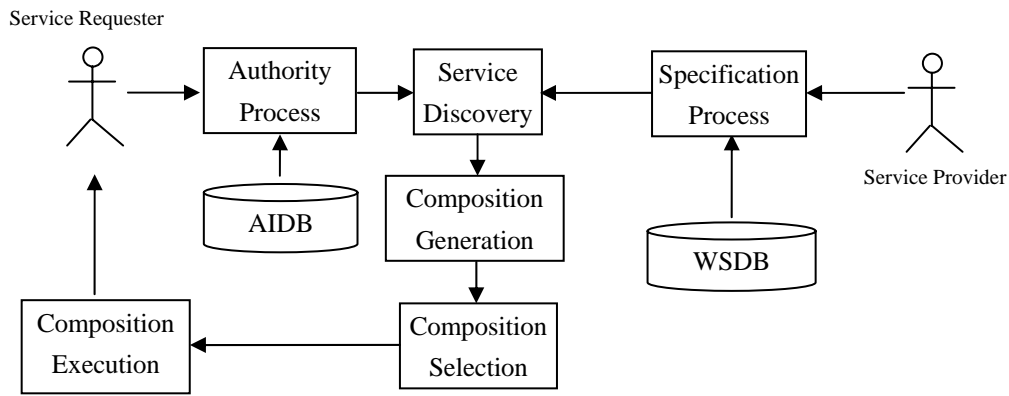 Service Requester
Authority
Process
Service
Discovery
Specification
Process
Service Provider
AIDB
Composition
Generation
WSDB
Composition
Execution
Composition
Selection